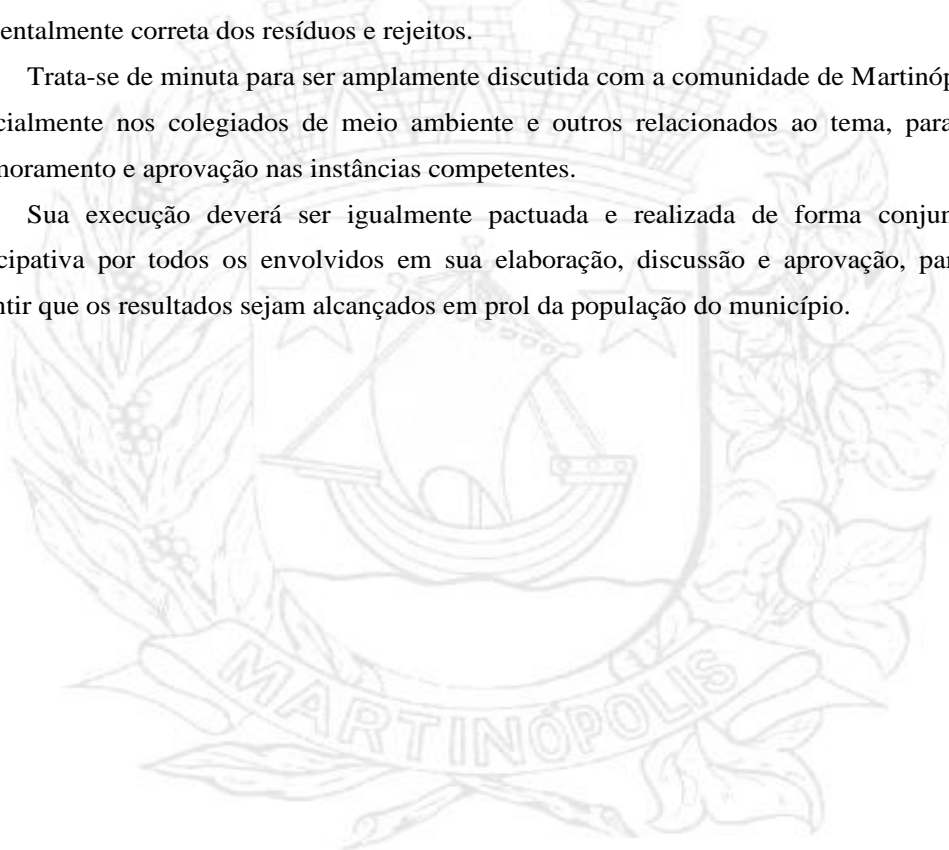 entalmente correta dos resíduos e rejeitos.
Trata-se de minuta para ser amplamente discutida com a comunidade de Martinóp
cialmente nos colegiados de meio ambiente e outros relacionados ao tema, para
noramento e aprovação nas instâncias competentes.
Sua execução deverá ser igualmente pactuada e realizada de forma conjun
cipativa por todos os envolvidos em sua elaboração, discussão e aprovação, par
ntir que os resultados sejam alcançados em prol da população do município.
MARTINÓPOLIS